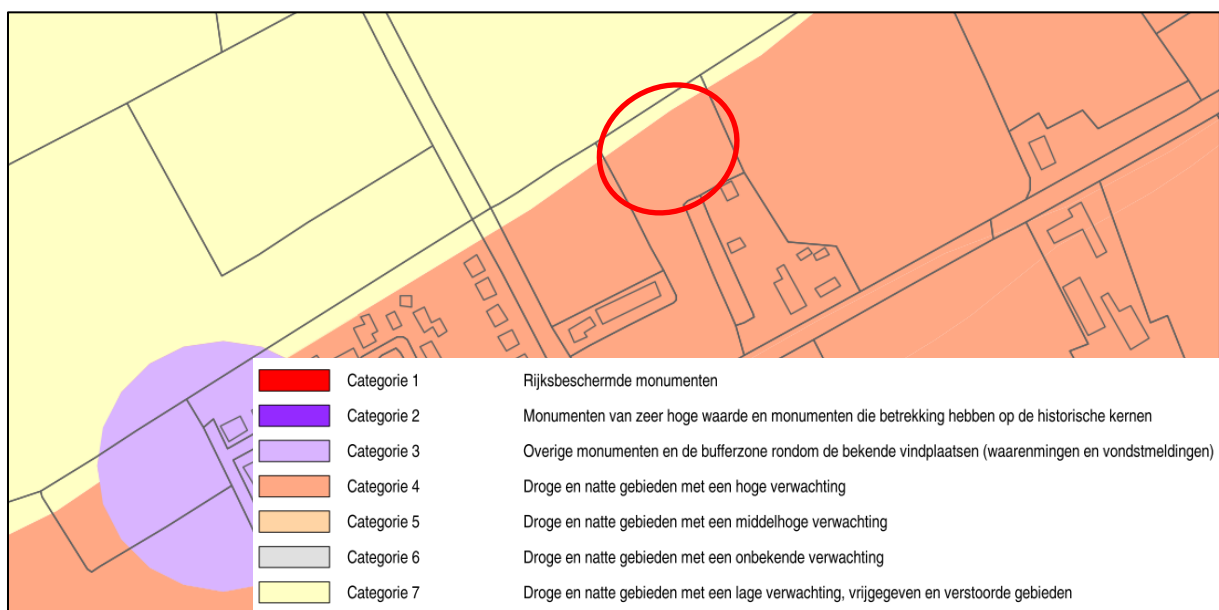 Categorie 1 Rijksbeschermde monumenten
Categorie 2 Monumenten van zeer hoge waarde en monumenten die betrekking hebben op de historische kernen
Categorie 3 Overige monumenten en de bufferzone rondom de bekende vindplaatsen (waarenmingen en vondstmeldingen)
Categorie 4 Droge en natte gebieden met een hoge verwachting
Categorie 5 Droge en natte gebieden met een middelhoge verwachting
Categorie 6 Droge en natte gebieden met een onbekende verwachting
Categorie 7 Droge en natte gebieden met een lage verwachting, vrijgegeven en verstoorde gebieden